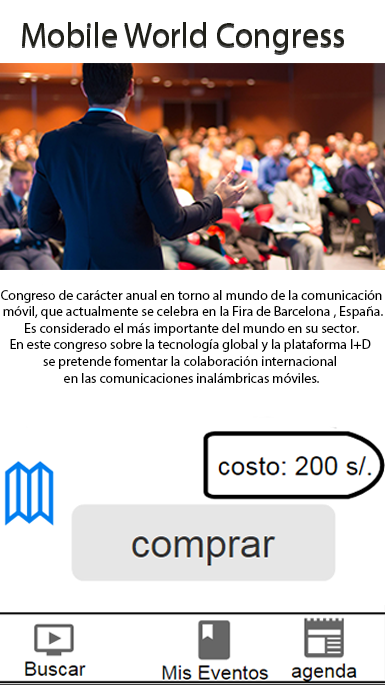 Mobile World Congress
Congreso de carácter anual en torno al mundo de la comunicación
móvil, que actualmente se celebra en la Fira de Barcelona , España.
Es considerado el más importante del mundo en su sector.
En este congreso sobre la tecnología global y la plataforma I+D
se pretende fomentar la colaboración internacional
en las comunicaciones inalámbricas móviles.
costo: 200 s/.
comprar
Buscar
Mis Eventos
agenda